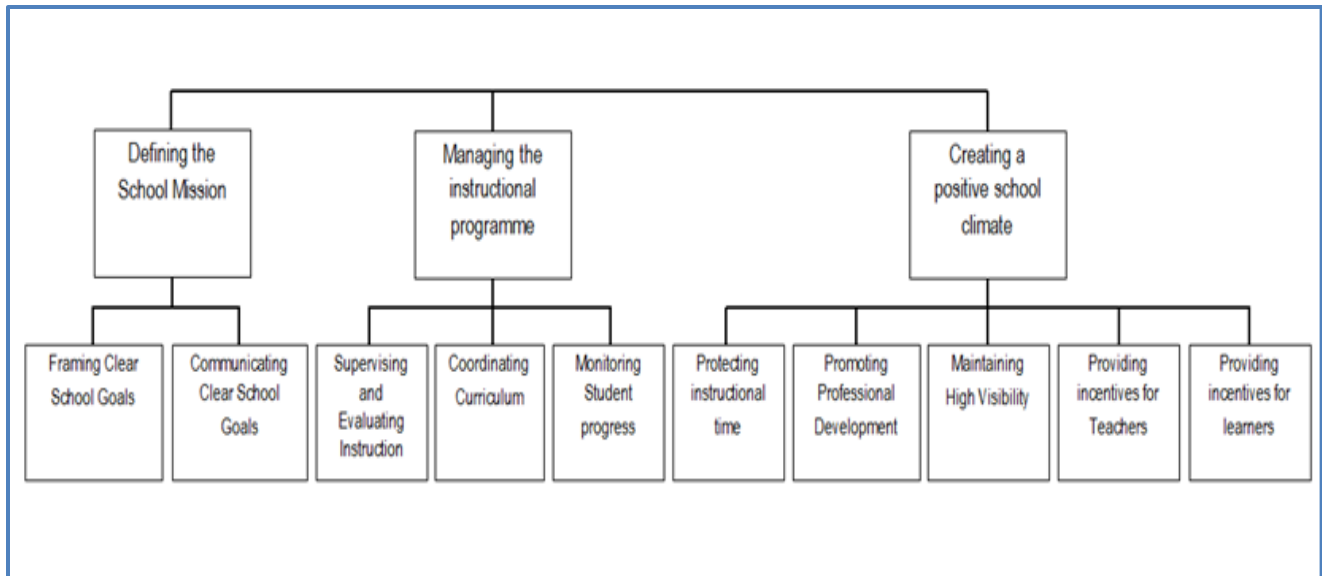 Defining the
School Mission
Managing the
instructional
programme
Creating a
positive school
climate
Framing Clear
School Goals
Communicating
Clear School
Goals
Supervising
and
Evaluating
Instruction
Coordinating
Curriculum
Monitoring
Student
progress
Protecting
instructional
time
Promoting
Professional
Development
Maintaining
High Visibility
Providing
incentives for
Teachers
Providing
incentives for
learners